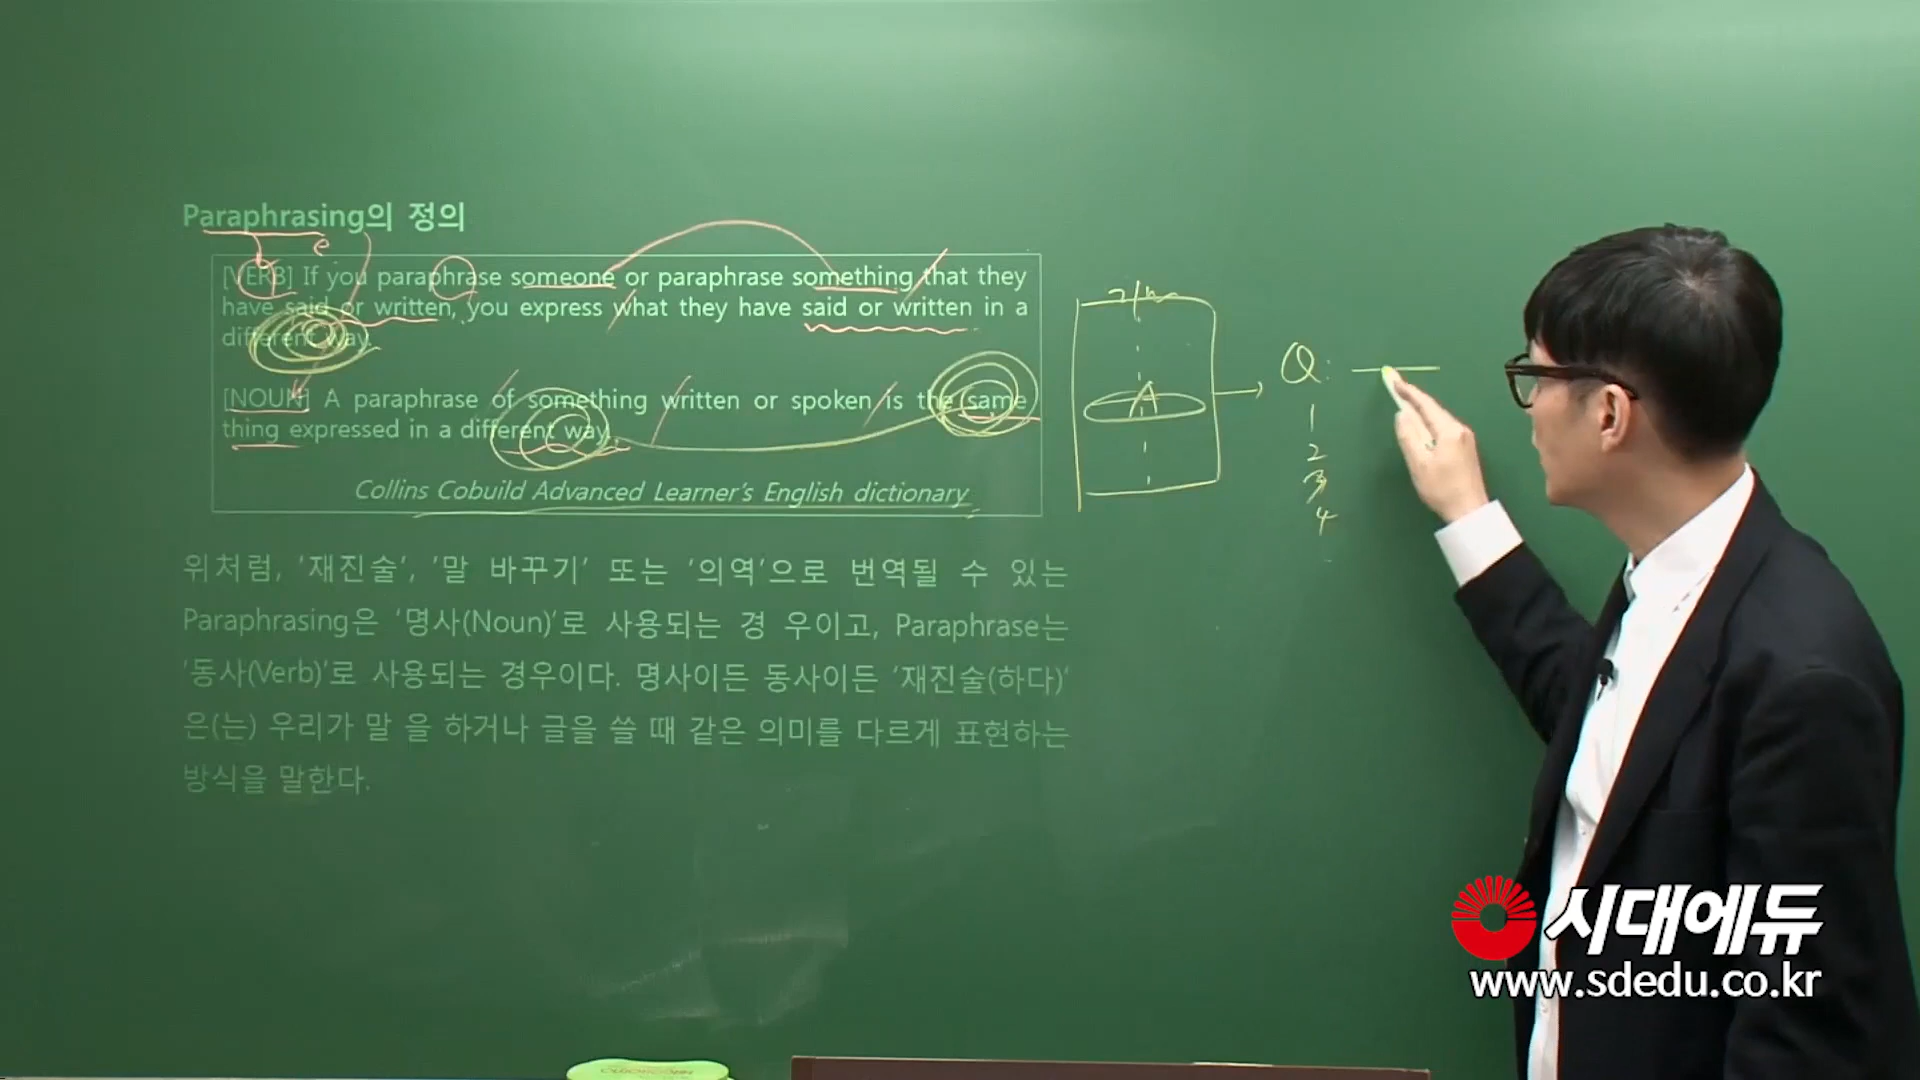 Paraphrasing의 정의
e
[VERB] If you paraphrase someone or paraphrase something that they
have said or written, you express what they have said or written in a
different way.
[NOUN] A paraphrase of something written or spoken is the same
thing expressed in a different way.
Collins Cobuild Advanced Learner's English dictionary
A
Q:
1
2
3
4
위처럼, '재진술', '말 바꾸기' 또는 '의역'으로 번역될 수 있는
Paraphrasing은 '명사(Noun)'로 사용되는 경 우이고, Paraphrase는
'동사(Verb)'로 사용되는 경우이다. 명사이든 동사이든 '재진술(하다)'
은(는) 우리가 말 을 하거나 글을 쓸 때 같은 의미를 다르게 표현하는
방식을 말한다.
시대에듀
www.sdedu.co.kr